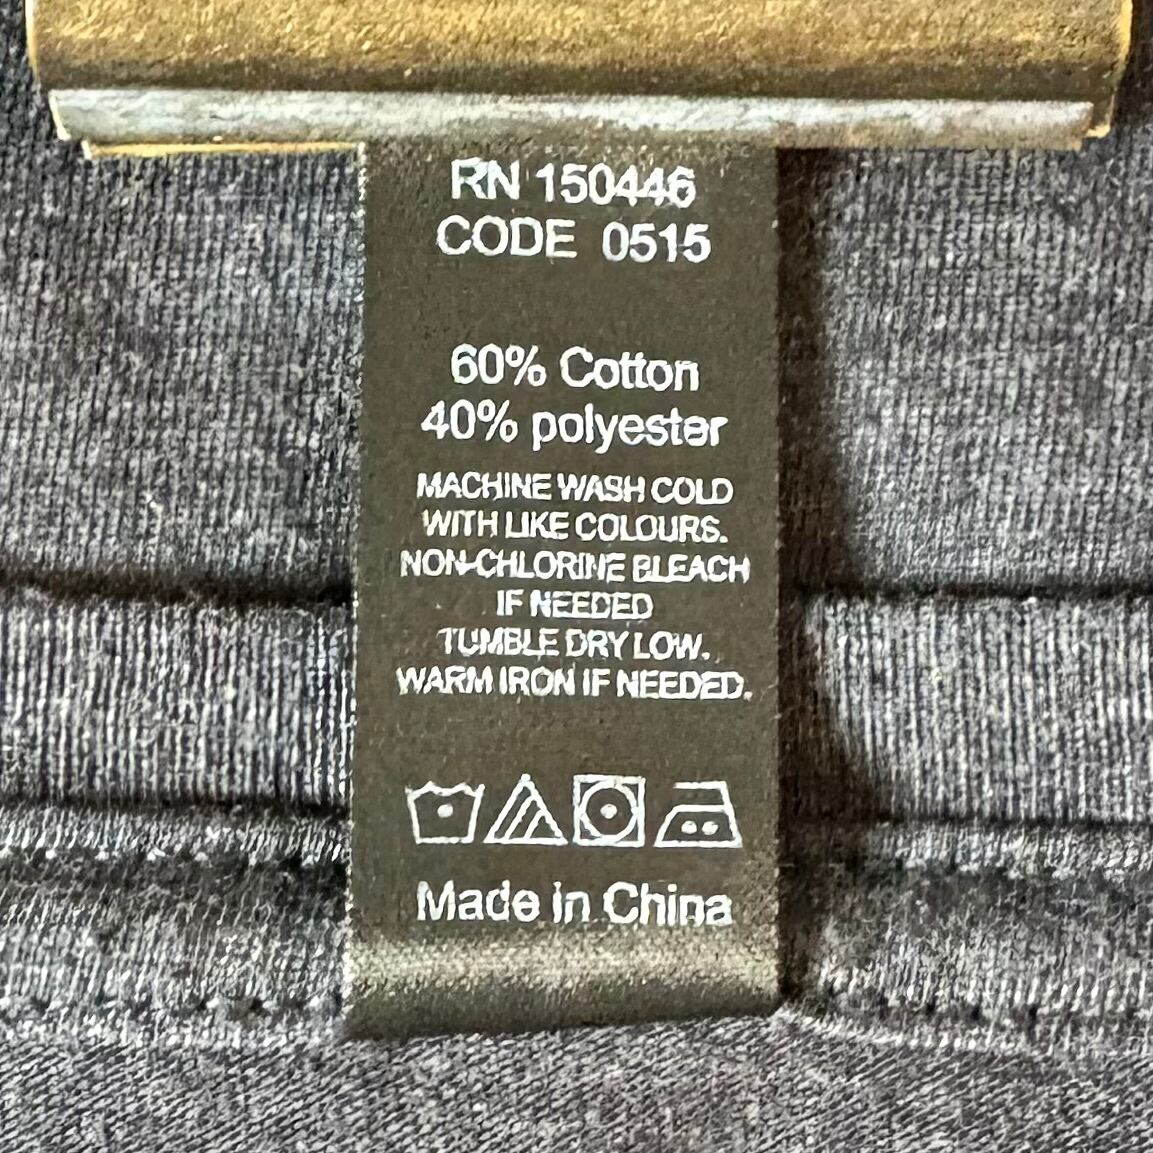 RN 150446
CODE 0515
60% Cotton
40% polyester
MACHINE WASH COLD
WITH LIKE COLOURS.
NON-CHLORINE BLEACH
IF NEEDED
TUMBLE DRY LOW.
WARM IRON IF NEEDED.
Made in China